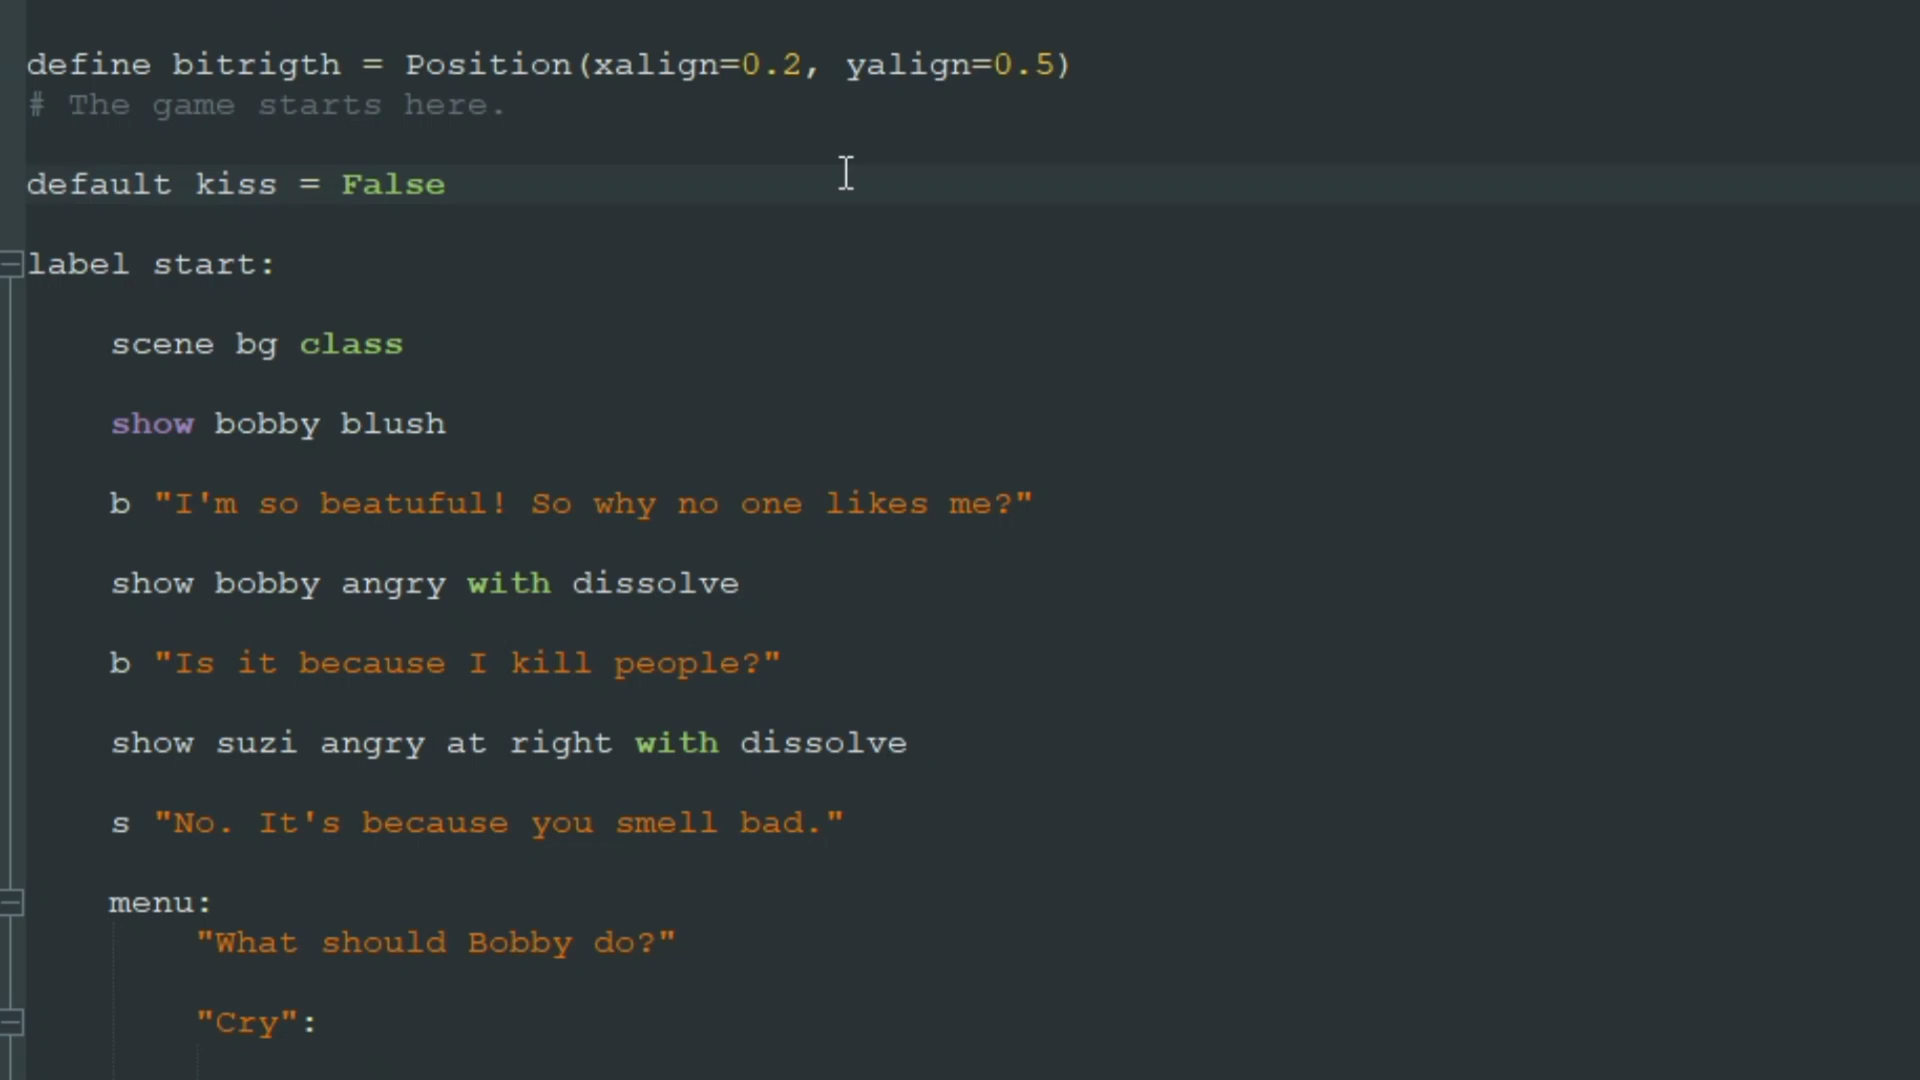 define bitrigth = Position(xalign=0.2, yalign=0.5)
# The game starts here.
default kiss = False
label start:
scene bg class
show bobby blush
b "I'm so beatuful! So why no one likes me?"
show bobby angry with dissolve
b "Is it because I kill people?"
show suzi angry at right with dissolve
s "No. It's because you smell bad."
menu:
"What should Bobby do?"
"Cry":